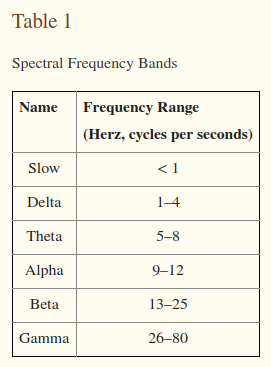 Table 1
Spectral Frequency Bands
Name Frequency Range
(Herz, cycles per seconds)
Slow < 1
Delta 1–4
Theta 5–8
Alpha 9–12
Beta 13–25
Gamma 26–80